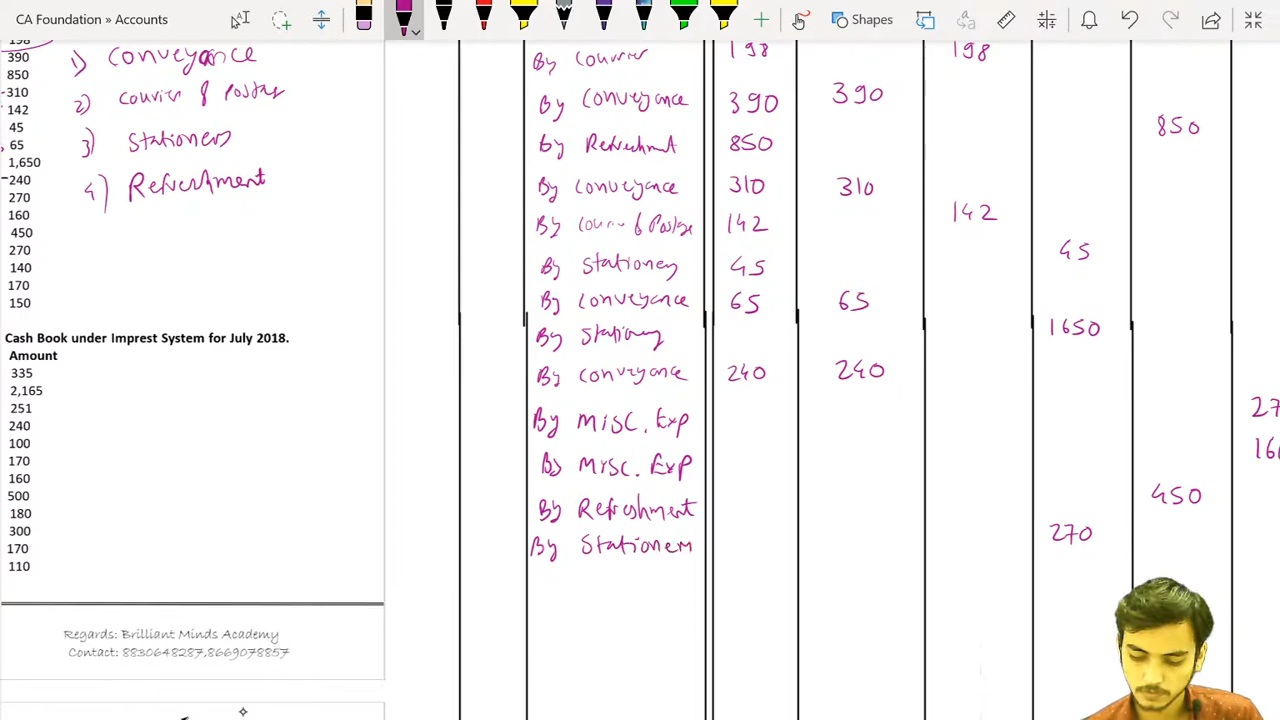 CA Foundation » Accounts
Shapes
198
390
850
310
142
45
65
1,650
240
270
160
450
270
140
170
150
1) Conveyance
2) Courier & Postag
3) Stationery
4) Refreshment
Cash Book under Imprest System for July 2018.
Amount
335
2,165
251
240
100
170
160
500
180
300
170
110
Regards: Brilliant Minds Academy
Contact: 8830648287,8669078857
By Courier 198 198
By Conveyance 390 390
By Refreshment 850 850
By Conveyance 310 310
By Courier & Postage 142 142
By Stationery 45 45
By Conveyance 65 65
By Stationery 1650
By Conveyance 240 240
By Misc. Exp 27
By Misc. Exp 16
By Refreshment 450
By Stationery 270